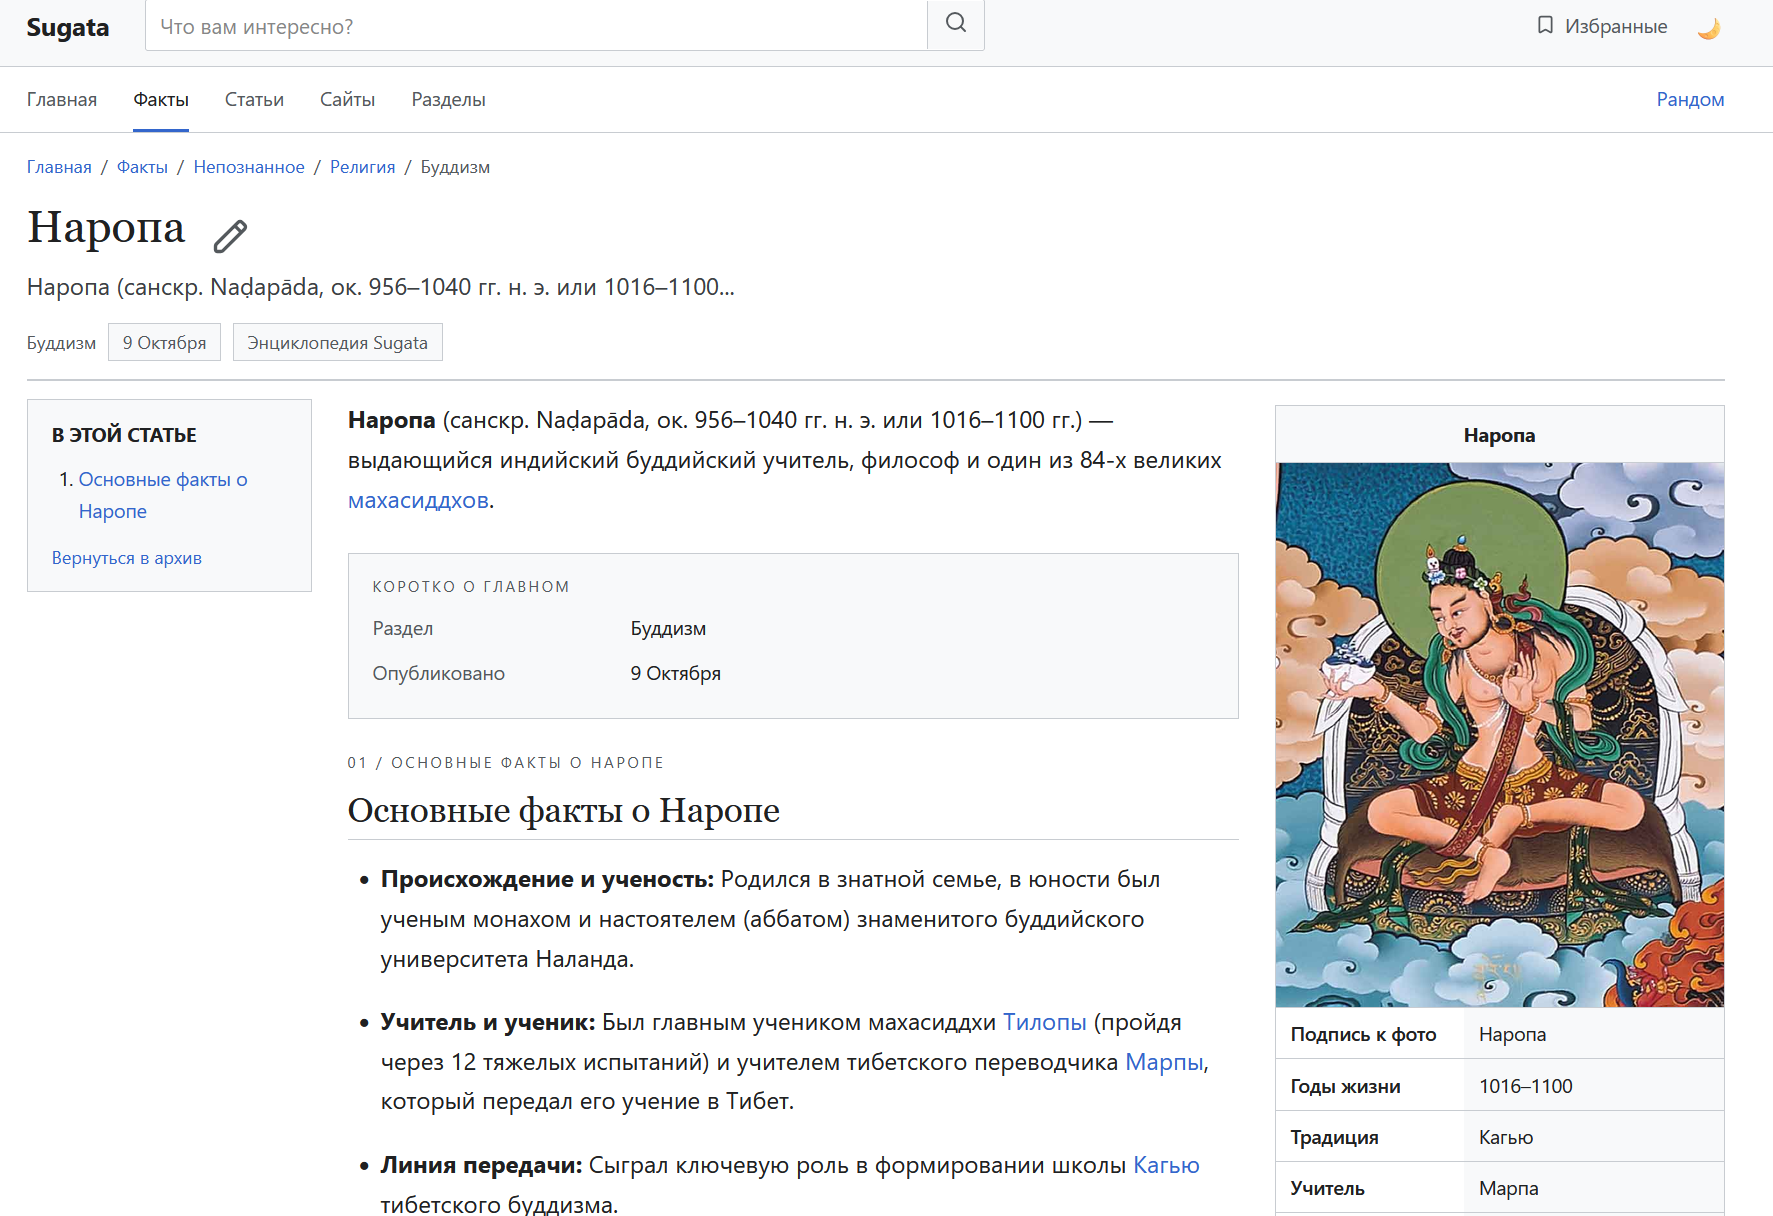 Sugata
Что вам интересно?
Избранные
Главная
Факты
Статьи
Сайты
Разделы
Рандом
Главная / Факты / Непознанное / Религия / Буддизм
Наропа
Наропа (санскр. Naḍapāda, ок. 956–1040 гг. н. э. или 1016–1100...
Буддизм
9 Октября
Энциклопедия Sugata
В ЭТОЙ СТАТЬЕ
1. Основные факты о
Наропе
Вернуться в архив
Наропа (санскр. Naḍapāda, ок. 956–1040 гг. н. э. или 1016–1100 гг.) —
выдающийся индийский буддийский учитель, философ и один из 84-х великих
махасиддхов.
КОРОТКО О ГЛАВНОМ
Раздел Буддизм
Опубликовано 9 Октября
01 / ОСНОВНЫЕ ФАКТЫ О НАРОПЕ
Основные факты о Наропе
• Происхождение и ученость: Родился в знатной семье, в юности был
ученым монахом и настоятелем (аббатом) знаменитого буддийского
университета Наланда.
• Учитель и ученик: Был главным учеником махасиддхи Тилопы (пройдя
через 12 тяжелых испытаний) и учителем тибетского переводчика Марпы,
который передал его учение в Тибет.
• Линия передачи: Сыграл ключевую роль в формировании школы Кагью
тибетского буддизма.
Наропа
Подпись к фото Наропа
Годы жизни 1016–1100
Традиция Кагью
Учитель Марпа